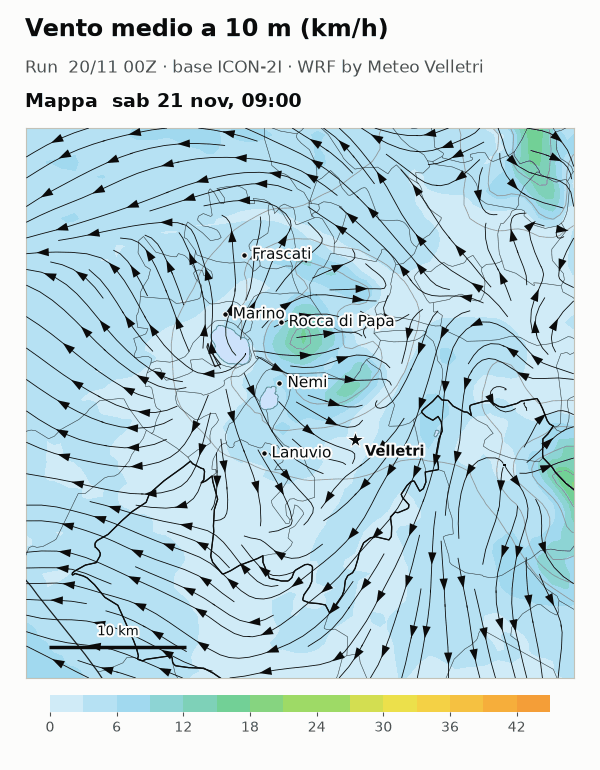 Vento medio a 10 m (km/h)
Run  20/11 00Z · base ICON-2I · WRF by Meteo Velletri
Mappa  sab 21 nov, 09:00
Frascati
Marino
Rocca di Papa
Nemi
Lanuvio
Velletri
10 km
0 6 12 18 24 30 36 42